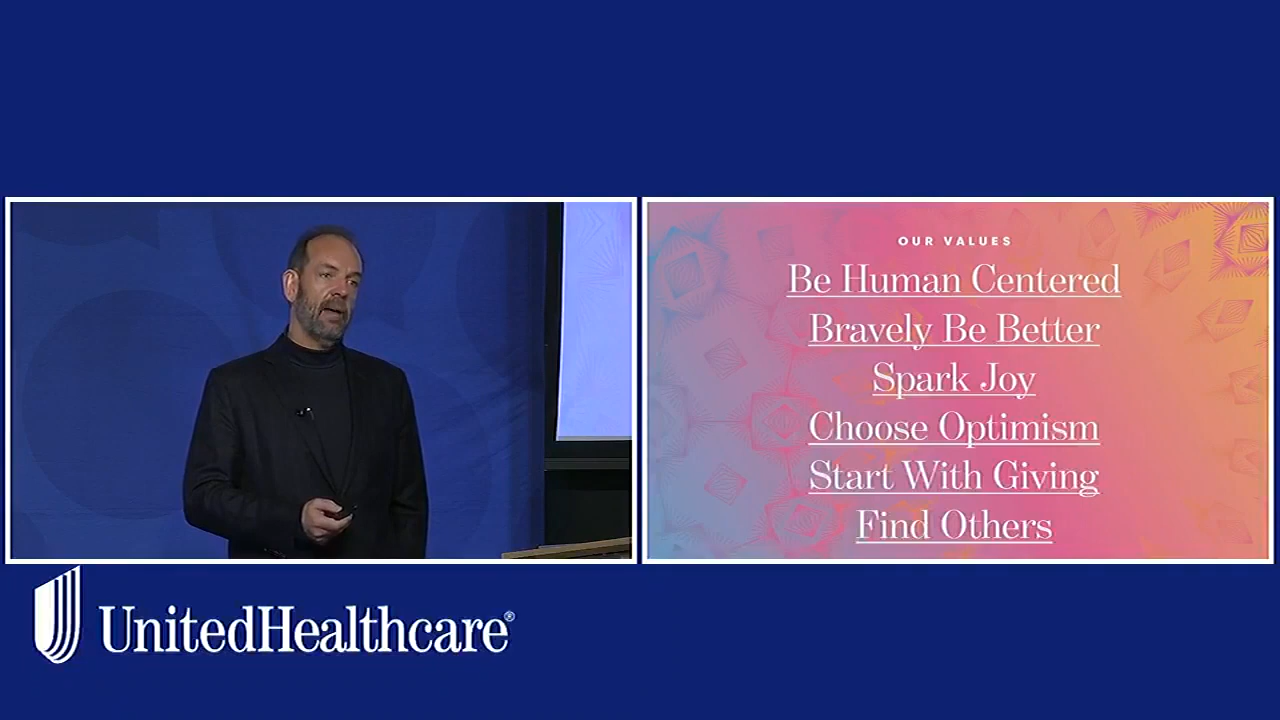 OUR VALUES
Be Human Centered
Bravely Be Better
Spark Joy
Choose Optimism
Start With Giving
Find Others
UnitedHealthcare®